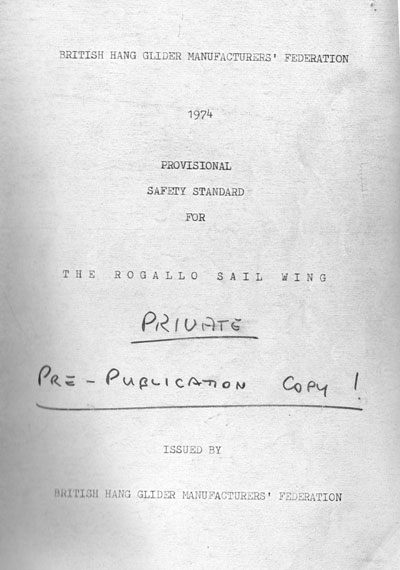 BRITISH HANG GLIDER MANUFACTURERS' FEDERATION
1974
PROVISIONAL
SAFETY STANDARD
FOR
THE ROGALLO SAIL WING
PRIVATE
PRE-PUBLICATION COPY!
ISSUED BY
BRITISH HANG GLIDER MANUFACTURERS' FEDERATION